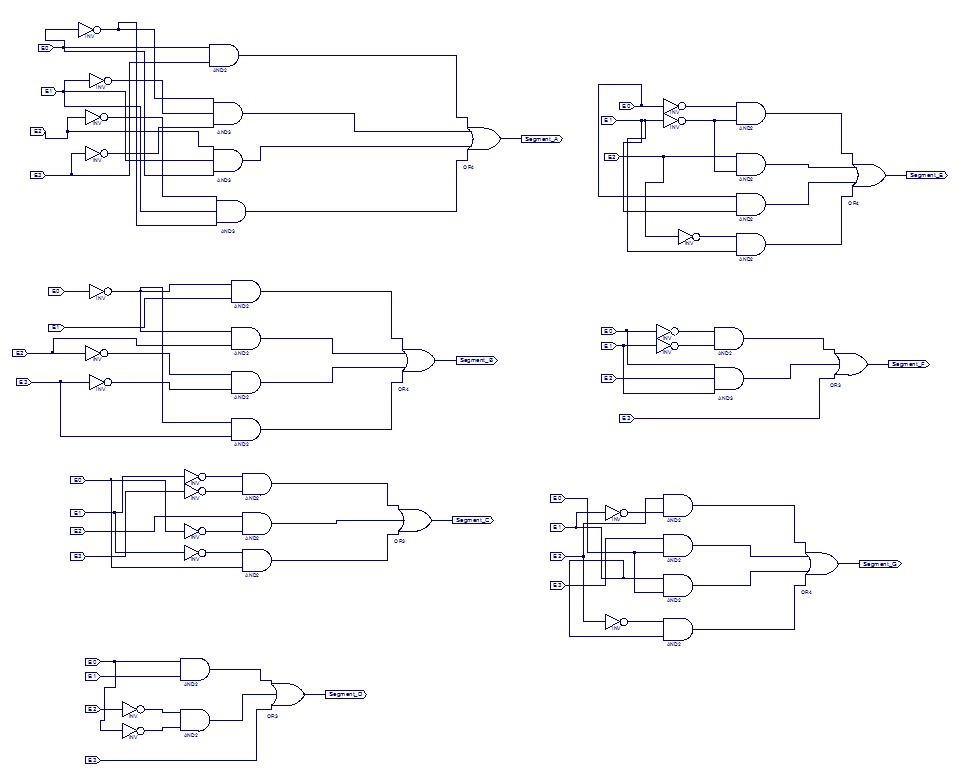 INV
E0
AND2
INV
E1
AND3
INV
E2
Segment_A
INV
OR4
E3
AND3
AND3
E0
INV
E1
INV
AND2
E2
AND2
Segment_E
OR4
AND2
INV
AND2
E0
INV
AND2
E1
E2
INV
AND2
Segment_B
E3
INV
OR4
AND2
AND2
E0
INV
E1
INV
AND2
Segment_F
E2
OR3
AND3
E3
E0
INV
INV
AND2
E1
Segment_C
E2
INV
AND2
OR3
E3
INV
AND2
E0
INV
E1
AND2
E2
AND2
Segment_G
E3
OR4
AND2
INV
AND2
E0
E1
AND2
Segment_D
E2
INV
OR3
INV
AND2
E3